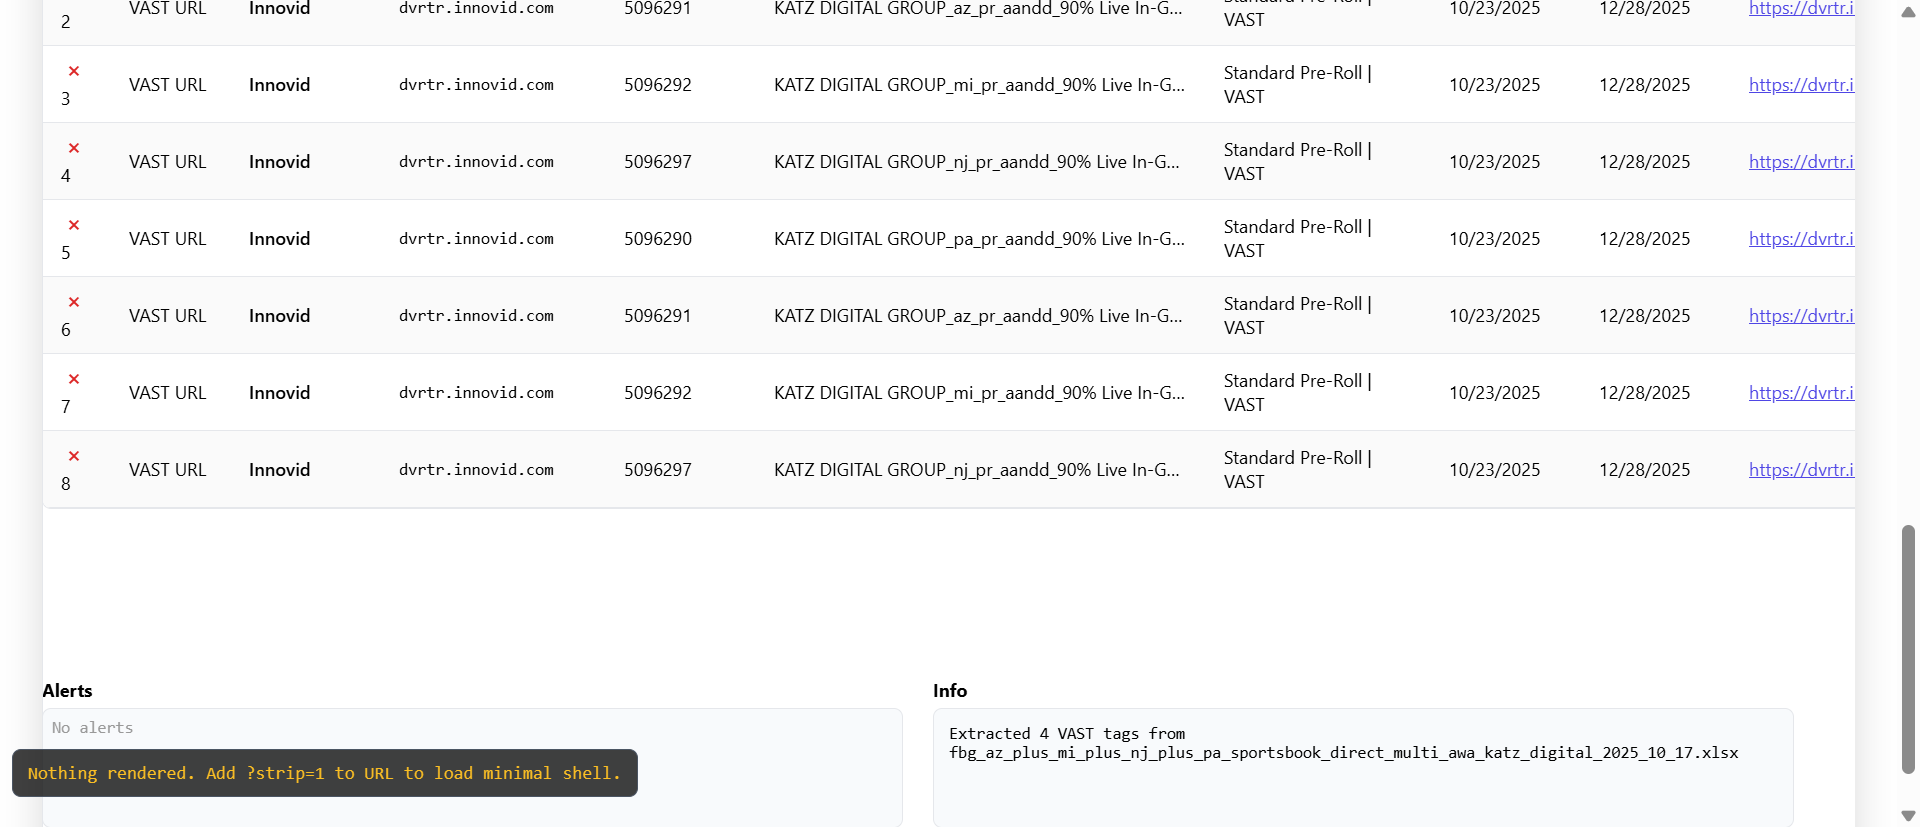 2 VAST URL Innovid dvrtr.innovid.com 5096291 KATZ DIGITAL GROUP_az_pr_aandd_90% Live In-G... Standard Pre-Roll | 10/23/2025 12/28/2025 https://dvrtr.i
VAST
✕
3 VAST URL Innovid dvrtr.innovid.com 5096292 KATZ DIGITAL GROUP_mi_pr_aandd_90% Live In-G... Standard Pre-Roll | 10/23/2025 12/28/2025 https://dvrtr.i
VAST
✕
4 VAST URL Innovid dvrtr.innovid.com 5096297 KATZ DIGITAL GROUP_nj_pr_aandd_90% Live In-G... Standard Pre-Roll | 10/23/2025 12/28/2025 https://dvrtr.i
VAST
✕
5 VAST URL Innovid dvrtr.innovid.com 5096290 KATZ DIGITAL GROUP_pa_pr_aandd_90% Live In-G... Standard Pre-Roll | 10/23/2025 12/28/2025 https://dvrtr.i
VAST
✕
6 VAST URL Innovid dvrtr.innovid.com 5096291 KATZ DIGITAL GROUP_az_pr_aandd_90% Live In-G... Standard Pre-Roll | 10/23/2025 12/28/2025 https://dvrtr.i
VAST
✕
7 VAST URL Innovid dvrtr.innovid.com 5096292 KATZ DIGITAL GROUP_mi_pr_aandd_90% Live In-G... Standard Pre-Roll | 10/23/2025 12/28/2025 https://dvrtr.i
VAST
✕
8 VAST URL Innovid dvrtr.innovid.com 5096297 KATZ DIGITAL GROUP_nj_pr_aandd_90% Live In-G... Standard Pre-Roll | 10/23/2025 12/28/2025 https://dvrtr.i
VAST
Alerts
No alerts
Nothing rendered. Add ?strip=1 to URL to load minimal shell.
Info
Extracted 4 VAST tags from
fbg_az_plus_mi_plus_nj_plus_pa_sportsbook_direct_multi_awa_katz_digital_2025_10_17.xlsx